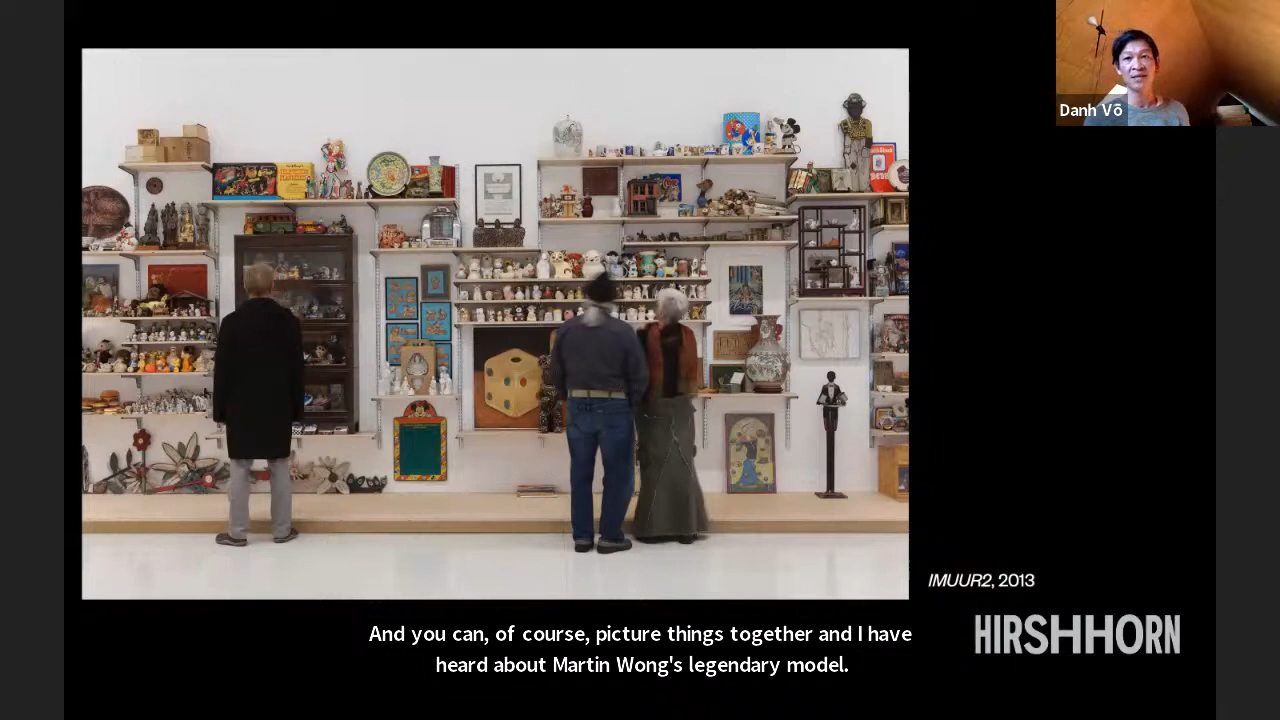 Danh Võ
IMUUR2, 2013
HIRSHHORN
And you can, of course, picture things together and I have
heard about Martin Wong's legendary model.